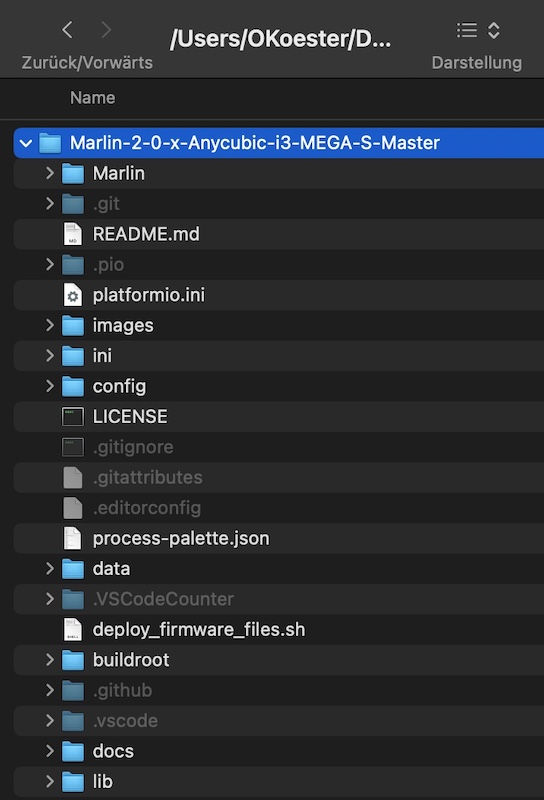 /Users/OKoester/D...
Zurück/Vorwärts
Darstellung
Name
Marlin-2-0-x-Anycubic-i3-MEGA-S-Master
Marlin
.git
README.md
.pio
platformio.ini
images
ini
config
LICENSE
.gitignore
.gitattributes
.editorconfig
process-palette.json
data
.VSCodeCounter
deploy_firmware_files.sh
buildroot
.github
.vscode
docs
lib